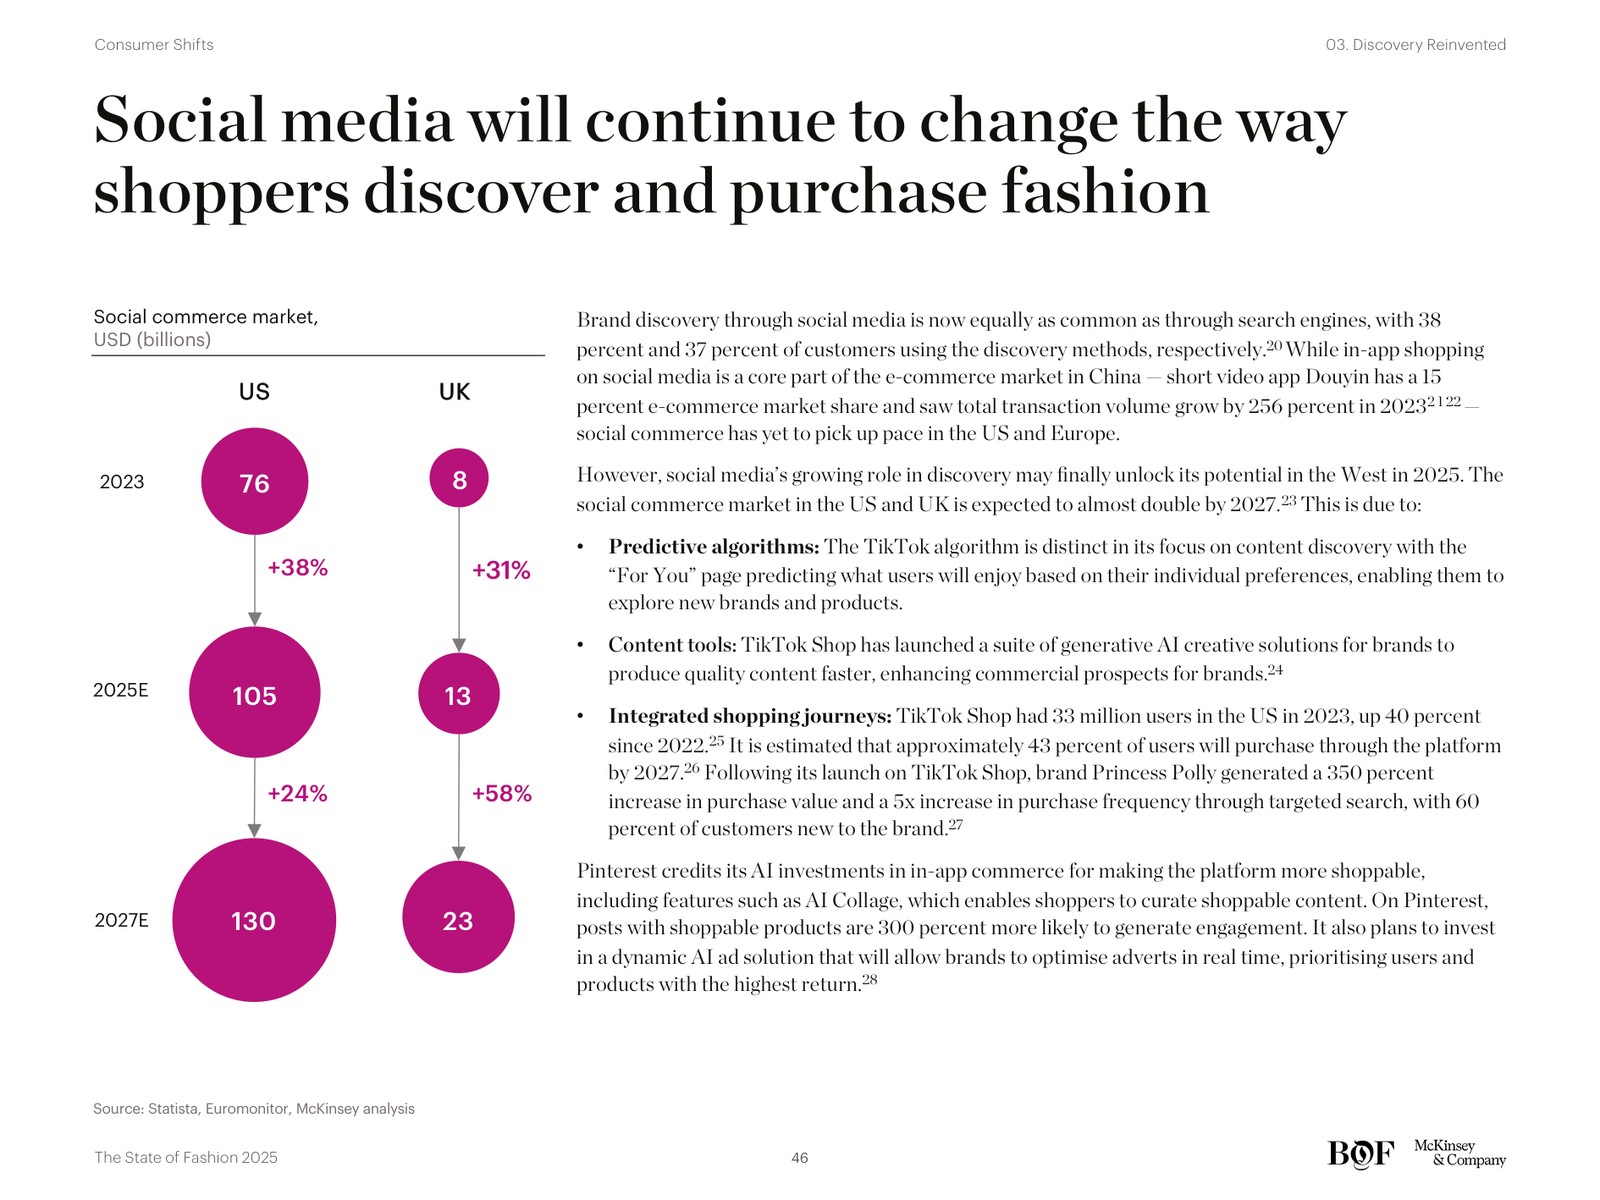 Consumer Shifts
03. Discovery Reinvented
Social media will continue to change the way
shoppers discover and purchase fashion
Social commerce market,
USD (billions)
US
UK
2023
76
8
+38%
+31%
2025E
105
13
+24%
+58%
2027E
130
23
Brand discovery through social media is now equally as common as through search engines, with 38
percent and 37 percent of customers using the discovery methods, respectively.20 While in-app shopping
on social media is a core part of the e-commerce market in China — short video app Douyin has a 15
percent e-commerce market share and saw total transaction volume grow by 256 percent in 202321 22 —
social commerce has yet to pick up pace in the US and Europe.
However, social media’s growing role in discovery may finally unlock its potential in the West in 2025. The
social commerce market in the US and UK is expected to almost double by 2027.23 This is due to:
• Predictive algorithms: The TikTok algorithm is distinct in its focus on content discovery with the
“For You” page predicting what users will enjoy based on their individual preferences, enabling them to
explore new brands and products.
• Content tools: TikTok Shop has launched a suite of generative AI creative solutions for brands to
produce quality content faster, enhancing commercial prospects for brands.24
• Integrated shopping journeys: TikTok Shop had 33 million users in the US in 2023, up 40 percent
since 2022.25 It is estimated that approximately 43 percent of users will purchase through the platform
by 2027.26 Following its launch on TikTok Shop, brand Princess Polly generated a 350 percent
increase in purchase value and a 5x increase in purchase frequency through targeted search, with 60
percent of customers new to the brand.27
Pinterest credits its AI investments in in-app commerce for making the platform more shoppable,
including features such as AI Collage, which enables shoppers to curate shoppable content. On Pinterest,
posts with shoppable products are 300 percent more likely to generate engagement. It also plans to invest
in a dynamic AI ad solution that will allow brands to optimise adverts in real time, prioritising users and
products with the highest return.28
Source: Statista, Euromonitor, McKinsey analysis
The State of Fashion 2025
46
BOF
McKinsey
& Company